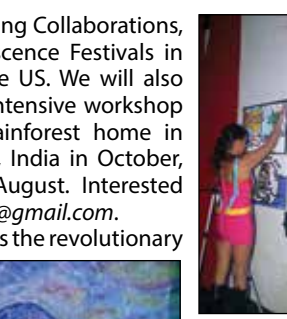 ng Collaborations,
scence Festivals in
e US. We will also
ntensive workshop
ainforest home in
, India in October,
August. Interested
@gmail.com.
s the revolutionary